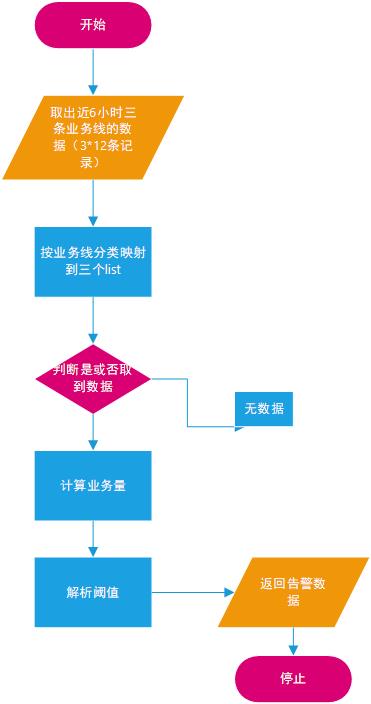 开始
取出近6小时三
条业务线的数
据（3*12条记
录）
按业务线分类映射
到三个list
判断是或否取
到数据
无数据
计算业务量
解析阈值
返回告警数
据
停止